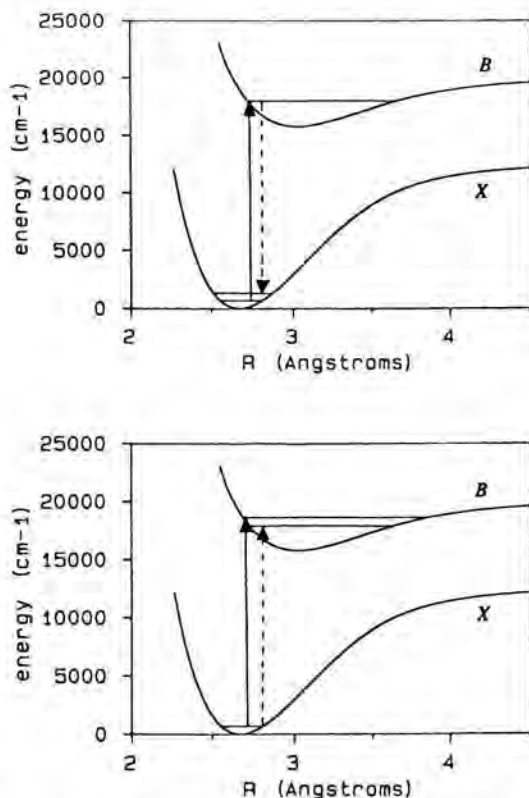 25000
20000
15000
10000
5000
0
energy (cm-1)
B
X
2
3
4
R (Angstroms)
25000
20000
15000
10000
5000
0
energy (cm-1)
B
X
2
3
4
R (Angstroms)